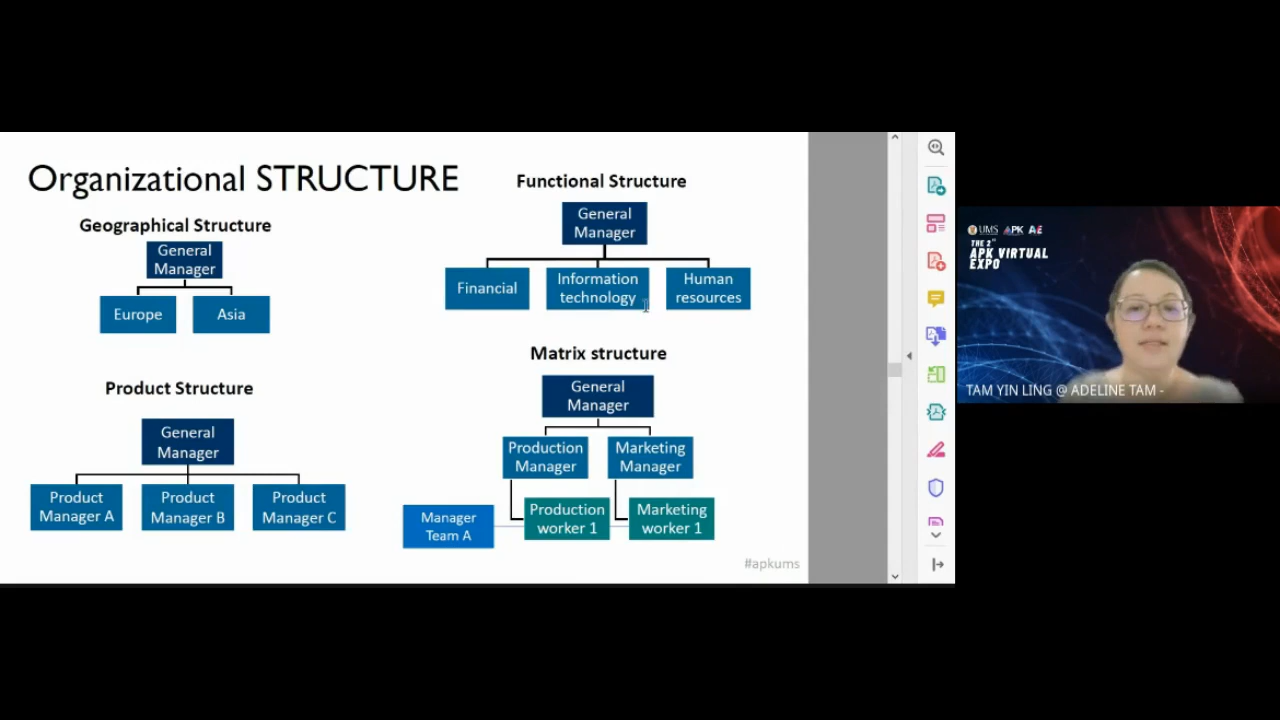 Organizational STRUCTURE
Geographical Structure
General
Manager
Europe
Asia
Product Structure
General
Manager
Product
Manager A
Product
Manager B
Product
Manager C
Functional Structure
General
Manager
Financial
Information
technology
Human
resources
Matrix structure
General
Manager
Production
Manager
Marketing
Manager
Manager
Team A
Production
worker 1
Marketing
worker 1
#apkums
UMS APK AE
THE 2
APK VIRTUAL
EXPO
TAM YIN LING @ ADELINE TAM -